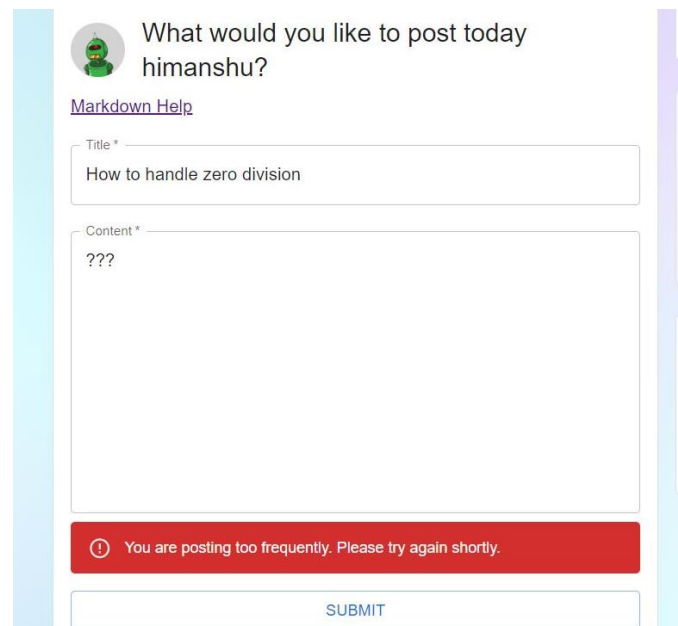 What would you like to post today
himanshu?
Markdown Help
Title *
How to handle zero division
Content *
???
You are posting too frequently. Please try again shortly.
SUBMIT